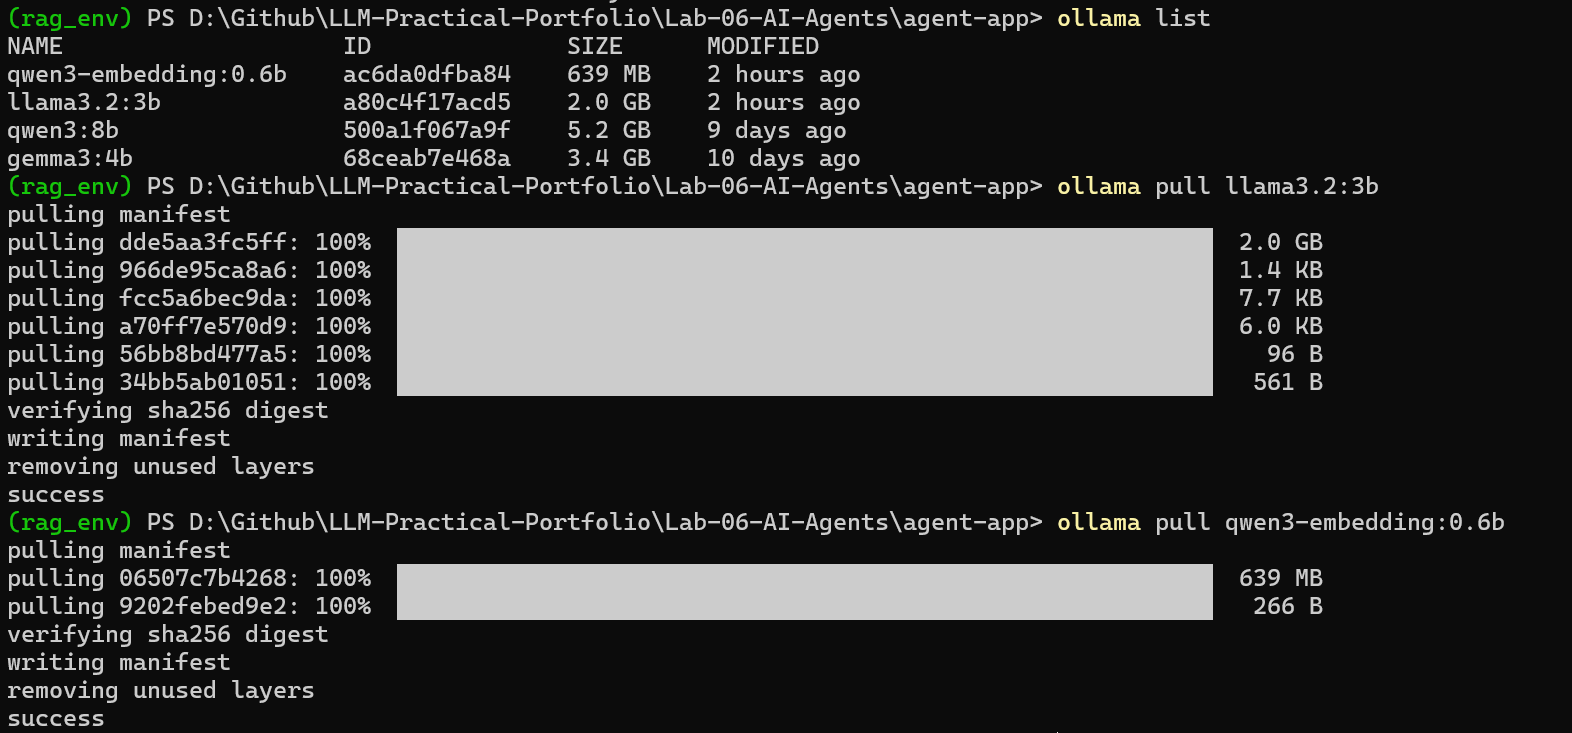 (rag_env) PS D:\Github\LLM-Practical-Portfolio\Lab-06-AI-Agents\agent-app> ollama list
NAME                    ID              SIZE      MODIFIED
qwen3-embedding:0.6b    ac6da0dfba84    639 MB    2 hours ago
llama3.2:3b             a80c4f17acd5    2.0 GB    2 hours ago
qwen3:8b                500a1f067a9f    5.2 GB    9 days ago
gemma3:4b               68ceab7e468a    3.4 GB    10 days ago
(rag_env) PS D:\Github\LLM-Practical-Portfolio\Lab-06-AI-Agents\agent-app> ollama pull llama3.2:3b
pulling manifest
pulling dde5aa3fc5ff: 100% 2.0 GB
pulling 966de95ca8a6: 100% 1.4 KB
pulling fcc5a6bec9da: 100% 7.7 KB
pulling a70ff7e570d9: 100% 6.0 KB
pulling 56bb8bd477a5: 100% 96 B
pulling 34bb5ab01051: 100% 561 B
verifying sha256 digest
writing manifest
removing unused layers
success
(rag_env) PS D:\Github\LLM-Practical-Portfolio\Lab-06-AI-Agents\agent-app> ollama pull qwen3-embedding:0.6b
pulling manifest
pulling 06507c7b4268: 100% 639 MB
pulling 9202febed9e2: 100% 266 B
verifying sha256 digest
writing manifest
removing unused layers
success